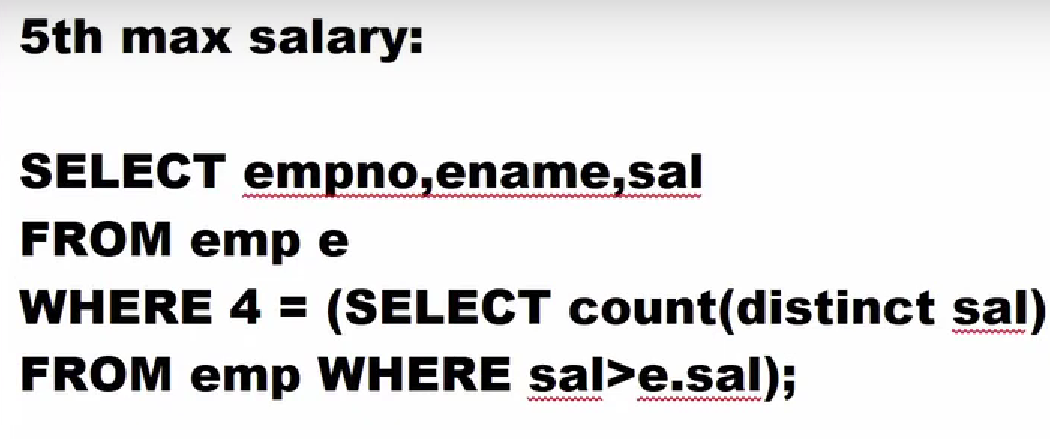 5th max salary:
SELECT empno,ename,sal
FROM emp e
WHERE 4 = (SELECT count(distinct sal)
FROM emp WHERE sal>e.sal);